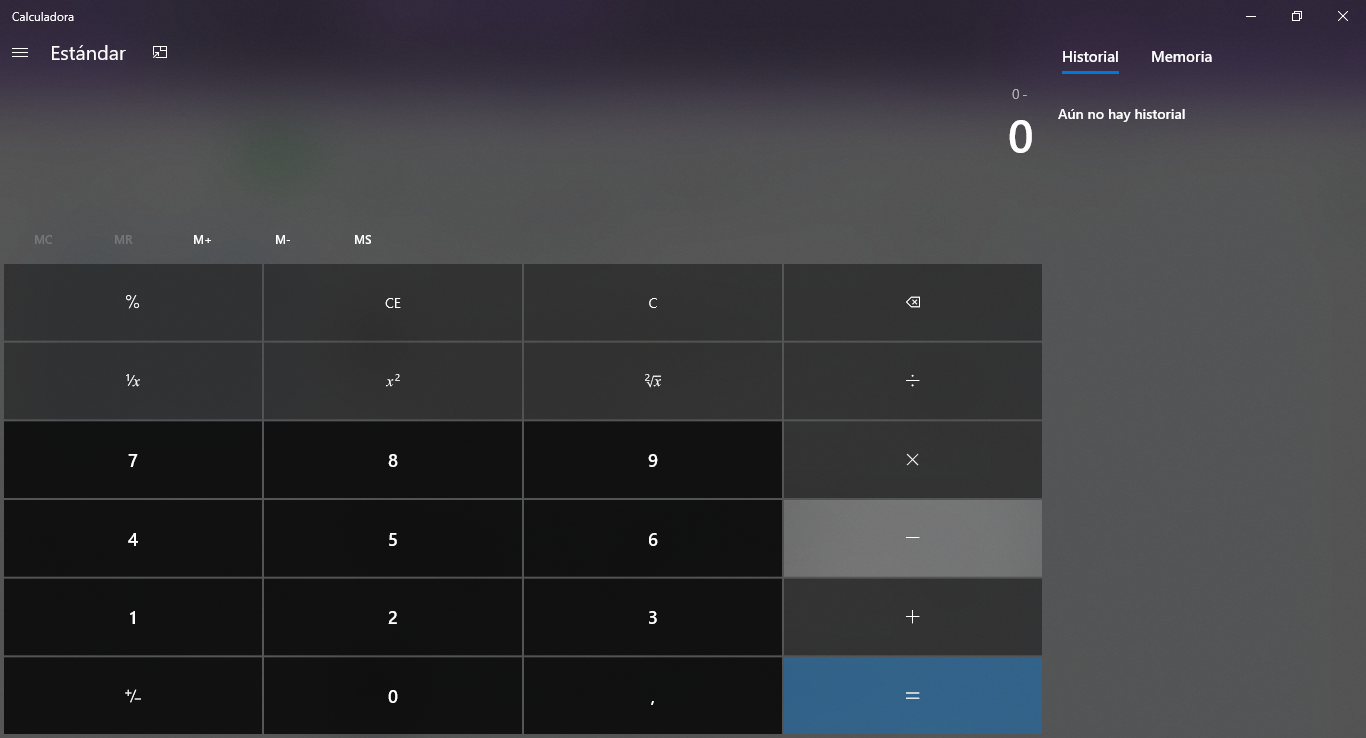 Calculadora
Estándar
Historial Memoria
0 -
Aún no hay historial
0
MC MR M+ M- MS
% CE C
¹/x x² ²√x ÷
7 8 9 ×
4 5 6 −
1 2 3 +
+/− 0 , =